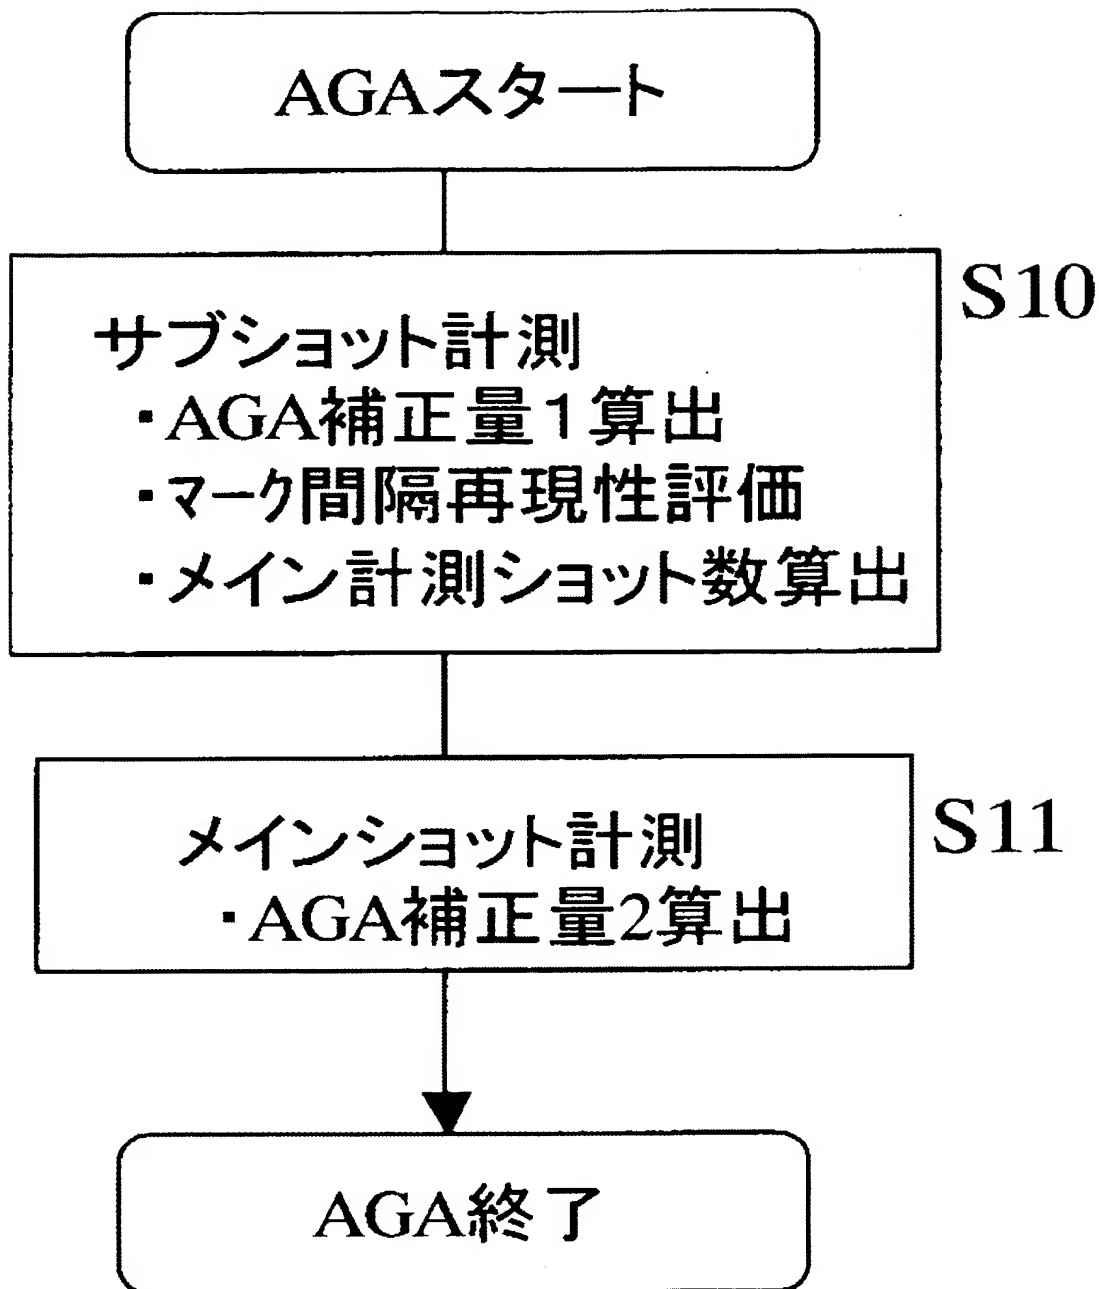 AGAスタート
S10
サブショット計測
・AGA補正量1算出
・マーク間隔再現性評価
・メイン計測ショット数算出
S11
メインショット計測
・AGA補正量2算出
AGA終了